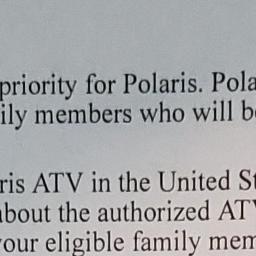 priority for Polaris. Pola
ily members who will b
ris ATV in the United St
about the authorized AT
your eligible family mem